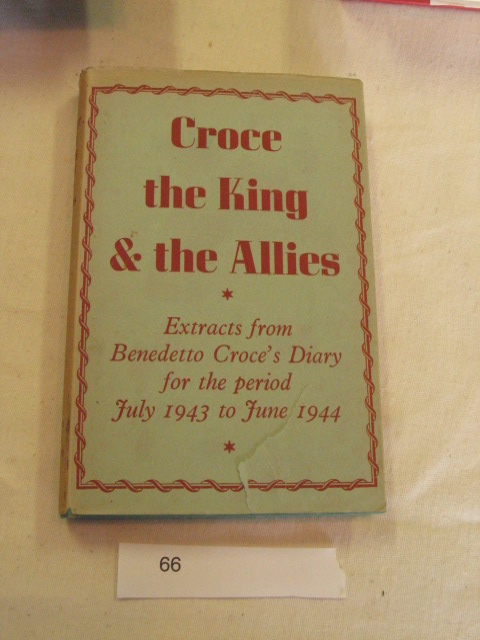 Croce
the King
& the Allies
*
Extracts from
Benedetto Croce's Diary
for the period
July 1943 to June 1944
*
66